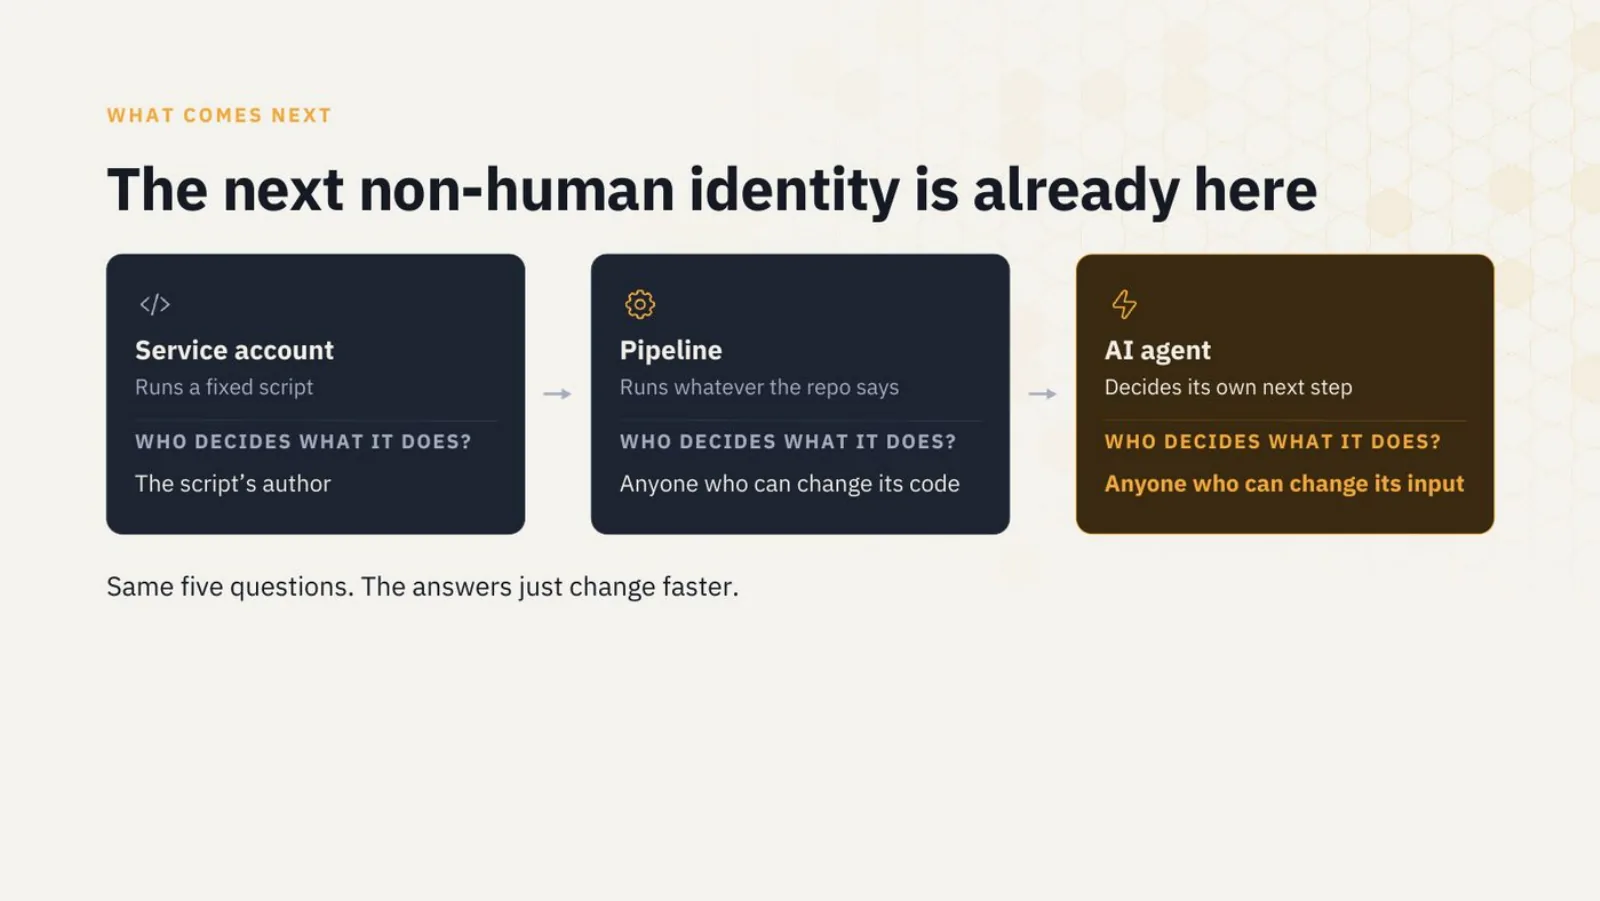 WHAT COMES NEXT
The next non-human identity is already here
</>
Service account
Runs a fixed script
WHO DECIDES WHAT IT DOES?
The script’s author
Pipeline
Runs whatever the repo says
WHO DECIDES WHAT IT DOES?
Anyone who can change its code
AI agent
Decides its own next step
WHO DECIDES WHAT IT DOES?
Anyone who can change its input
Same five questions. The answers just change faster.